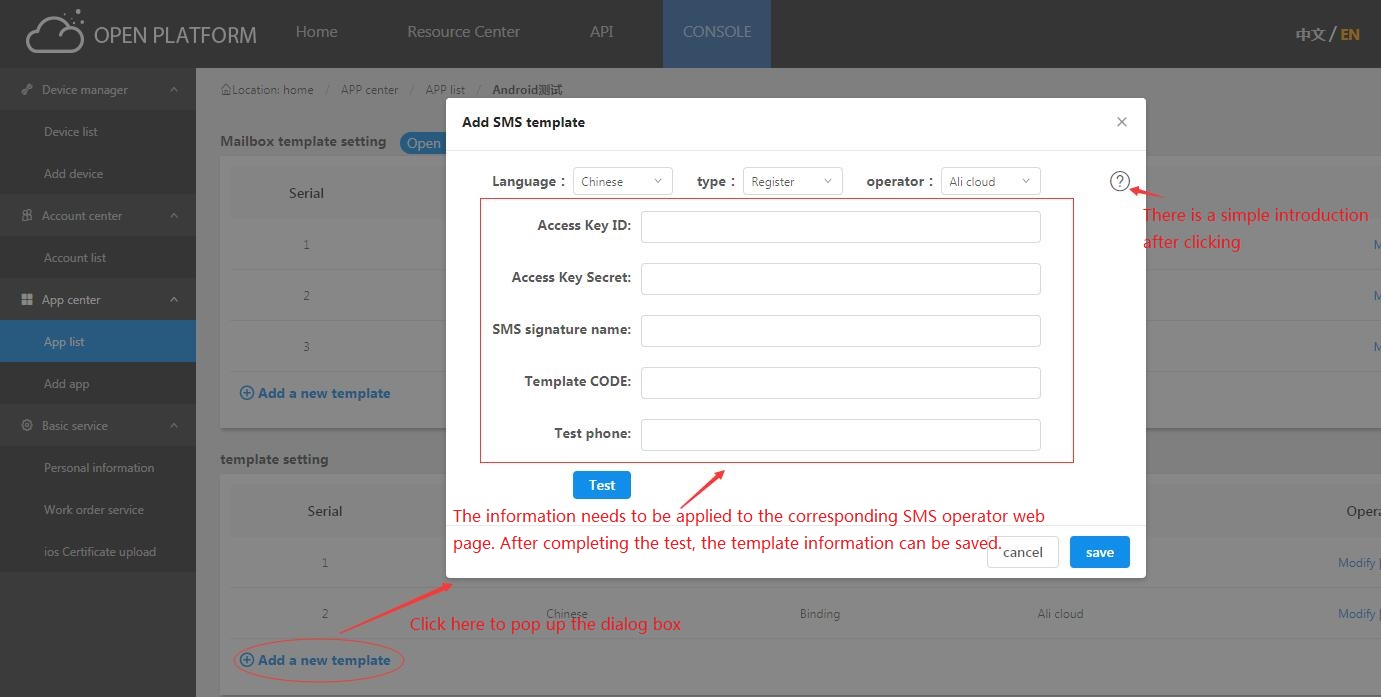 OPEN PLATFORM
Home
Resource Center
API
CONSOLE
中文 / EN
Device manager
Device list
Add device
Account center
Account list
App center
App list
Add app
Basic service
Personal information
Work order service
ios Certificate upload
Location: home / APP center / APP list / Android测试
Mailbox template setting
Open
Serial
1
2
3
Add a new template
template setting
Serial
1
2 Chinese Binding Ali cloud Modify
Add a new template
Modify
Add SMS template
Language : Chinese type : Register operator : Ali cloud
?
Access Key ID:
Access Key Secret:
SMS signature name:
Template CODE:
Test phone:
Test
cancel
save
There is a simple introduction
after clicking
The information needs to be applied to the corresponding SMS operator web
page. After completing the test, the template information can be saved.
Click here to pop up the dialog box